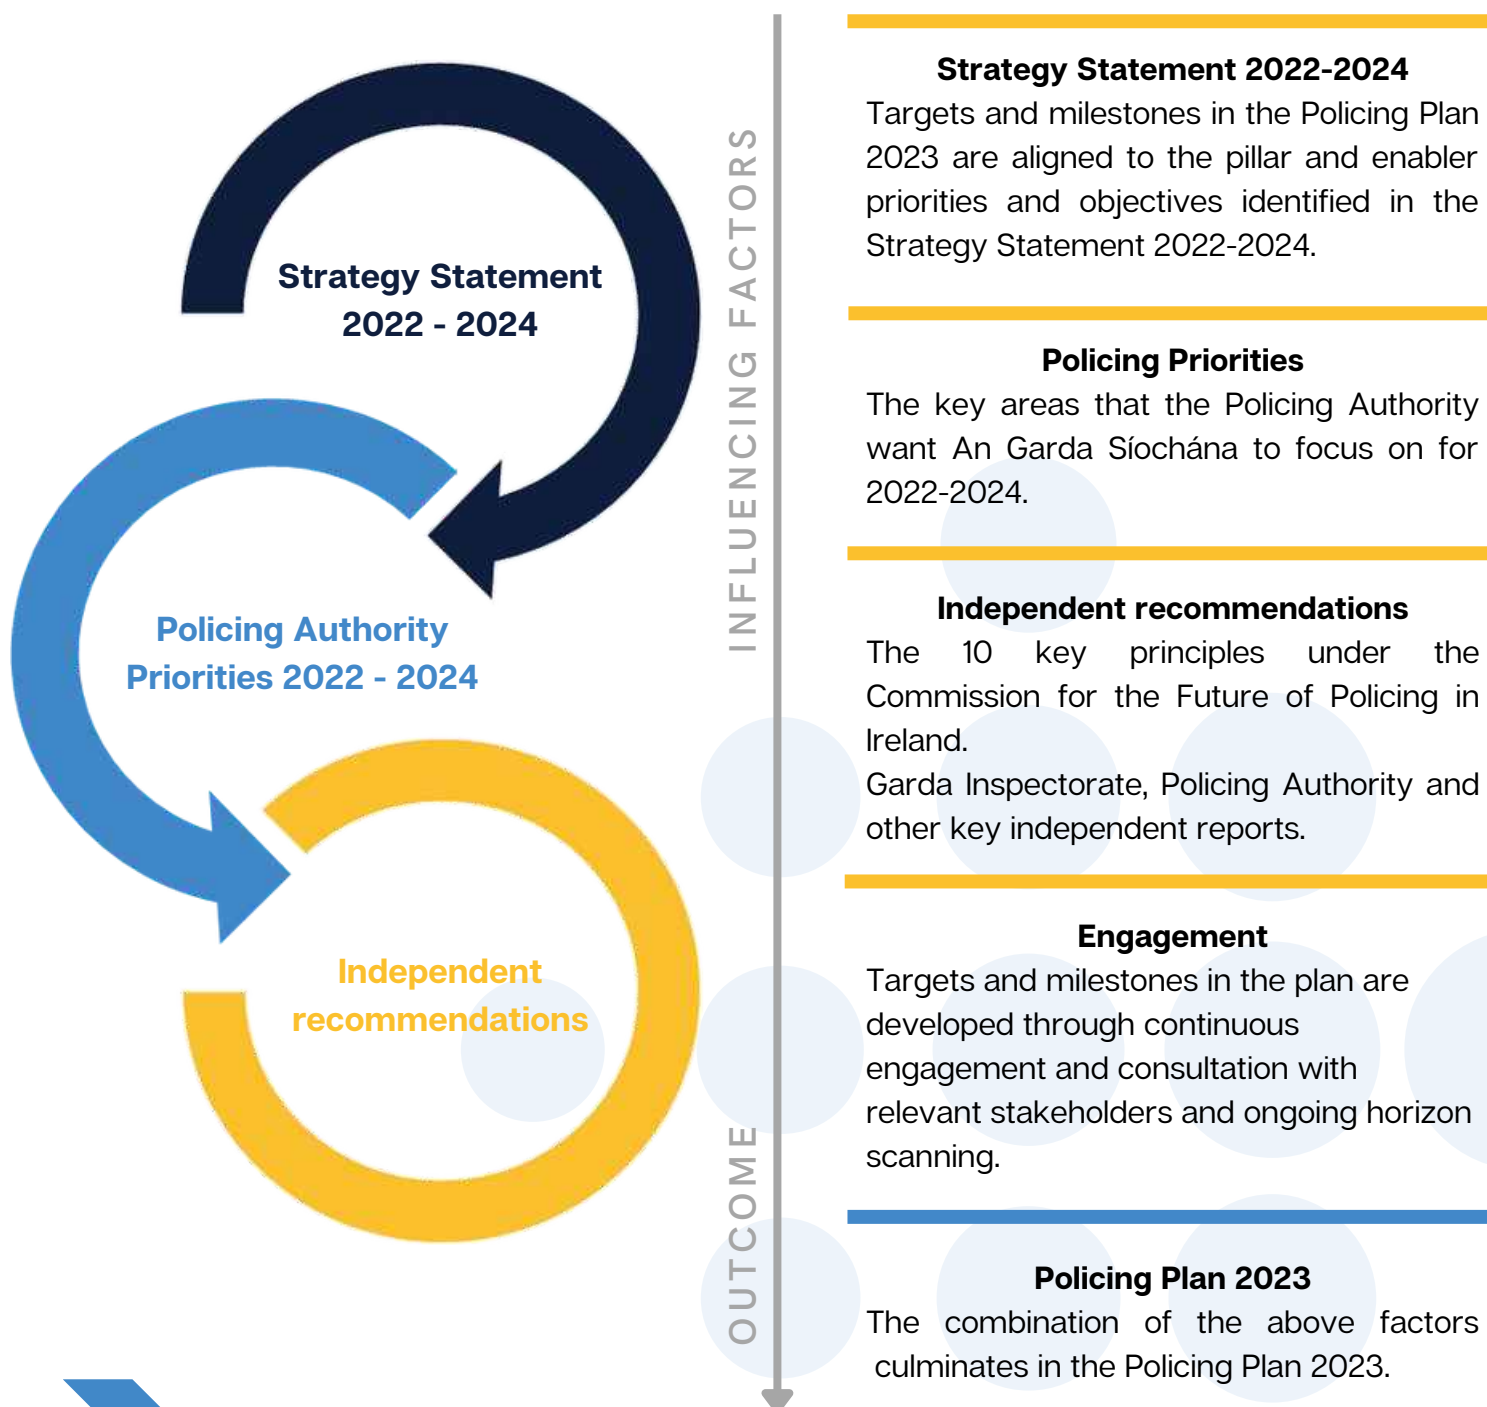 Strategy Statement
2022 - 2024
Policing Authority
Priorities 2022 - 2024
Independent
recommendations
INFLUENCING FACTORS
OUTCOME
Strategy Statement 2022-2024
Targets and milestones in the Policing Plan
2023 are aligned to the pillar and enabler
priorities and objectives identified in the
Strategy Statement 2022-2024.
Policing Priorities
The key areas that the Policing Authority
want An Garda Síochána to focus on for
2022-2024.
Independent recommendations
The 10 key principles under the
Commission for the Future of Policing in
Ireland.
Garda Inspectorate, Policing Authority and
other key independent reports.
Engagement
Targets and milestones in the plan are
developed through continuous
engagement and consultation with
relevant stakeholders and ongoing horizon
scanning.
Policing Plan 2023
The combination of the above factors
culminates in the Policing Plan 2023.